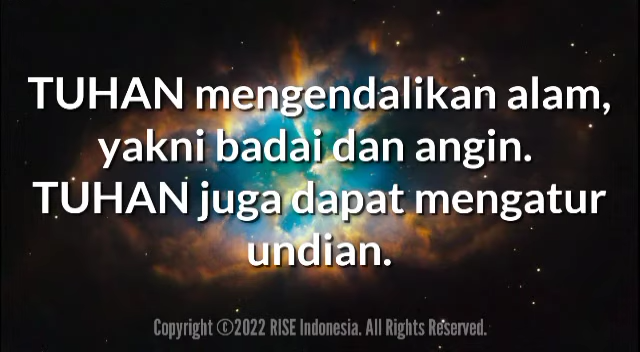 TUHAN mengendalikan alam,
yakni badai dan angin.
TUHAN juga dapat mengatur
undian.
Copyright ©2022 RISE Indonesia. All Rights Reserved.